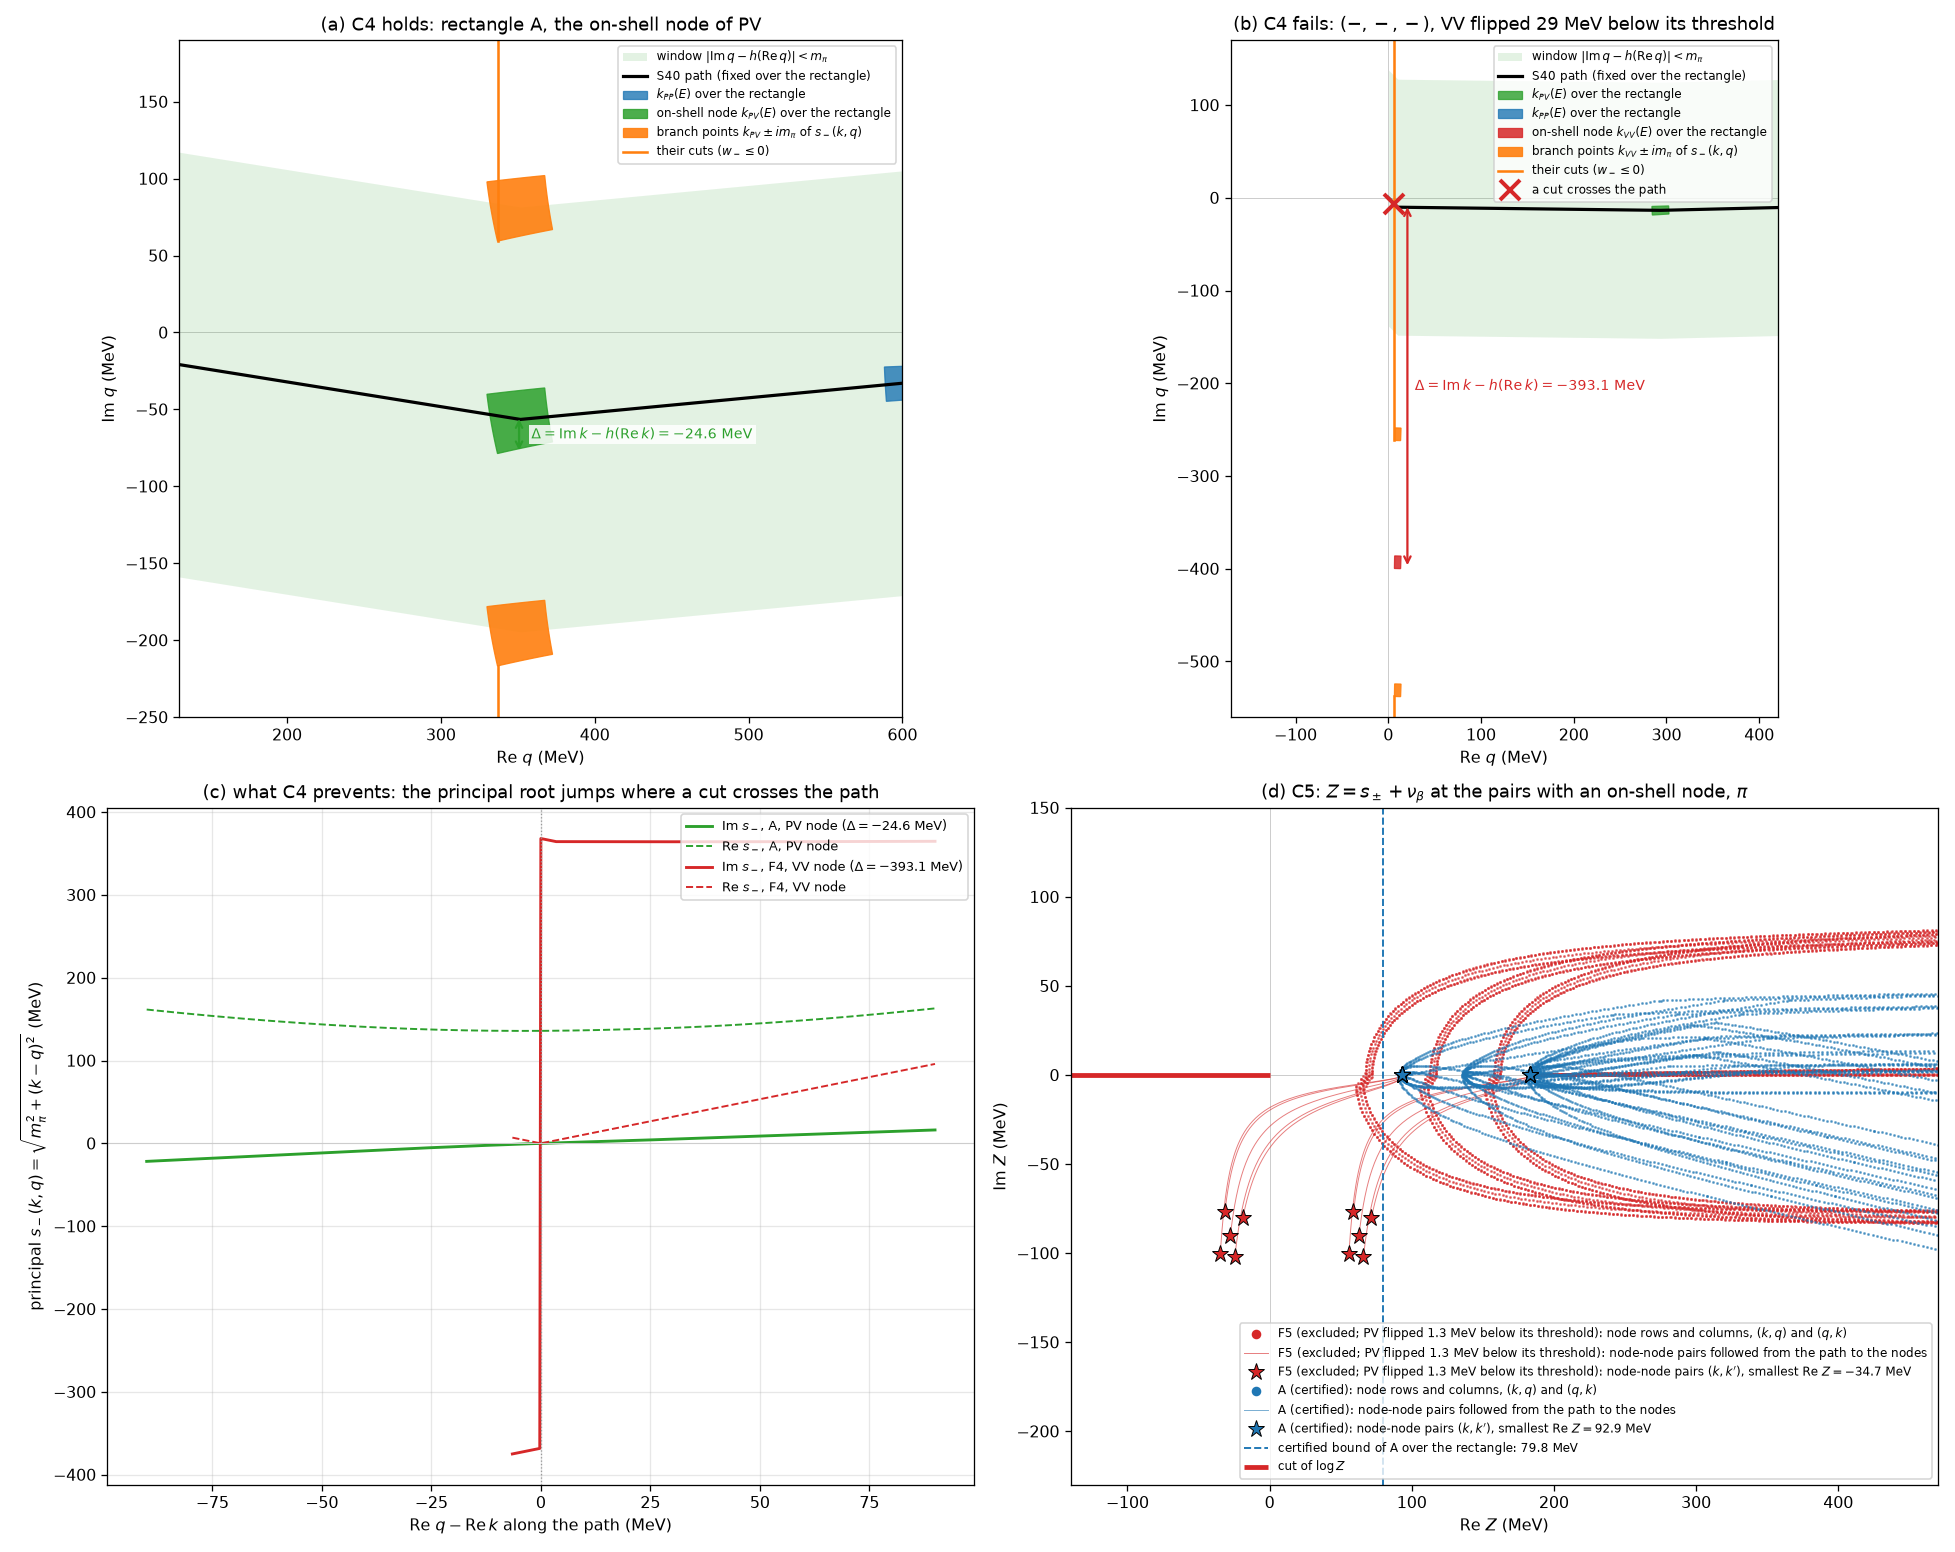 (a) C4 holds: rectangle A, the on-shell node of PV
window |Im q − h(Re q)| < m_π
S40 path (fixed over the rectangle)
k_PP(E) over the rectangle
on-shell node k_PV(E) over the rectangle
branch points k_PV ± im_π of s_−(k, q)
their cuts (w_− ≤ 0)
Δ = Im k − h(Re k) = −24.6 MeV
150
100
50
0
−50
−100
−150
−200
−250
Im q (MeV)
200
300
400
500
600
Re q (MeV)
(b) C4 fails: (−, −, −), VV flipped 29 MeV below its threshold
window |Im q − h(Re q)| < m_π
S40 path (fixed over the rectangle)
k_PV(E) over the rectangle
k_PP(E) over the rectangle
on-shell node k_VV(E) over the rectangle
branch points k_VV ± im_π of s_−(k, q)
their cuts (w_− ≤ 0)
a cut crosses the path
Δ = Im k − h(Re k) = −393.1 MeV
100
0
−100
−200
−300
−400
−500
Im q (MeV)
−100
0
100
200
300
400
Re q (MeV)
(c) what C4 prevents: the principal root jumps where a cut crosses the path
Im s_−, A, PV node (Δ = −24.6 MeV)
Re s_−, A, PV node
Im s_−, F4, VV node (Δ = −393.1 MeV)
Re s_−, F4, VV node
400
300
200
100
0
−100
−200
−300
−400
principal s_−(k, q) = √(m_π² + (k − q)²) (MeV)
−75
−50
−25
0
25
50
75
Re q − Re k along the path (MeV)
(d) C5: Z = s_± + ν_β at the pairs with an on-shell node, π
150
100
50
0
−50
−100
−150
−200
Im Z (MeV)
F5 (excluded; PV flipped 1.3 MeV below its threshold): node rows and columns, (k, q) and (q, k)
F5 (excluded; PV flipped 1.3 MeV below its threshold): node-node pairs followed from the path to the nodes
F5 (excluded; PV flipped 1.3 MeV below its threshold): node-node pairs (k, k′), smallest Re Z = −34.7 MeV
A (certified): node rows and columns, (k, q) and (q, k)
A (certified): node-node pairs followed from the path to the nodes
A (certified): node-node pairs (k, k′), smallest Re Z = 92.9 MeV
certified bound of A over the rectangle: 79.8 MeV
cut of log Z
−100
0
100
200
300
400
Re Z (MeV)